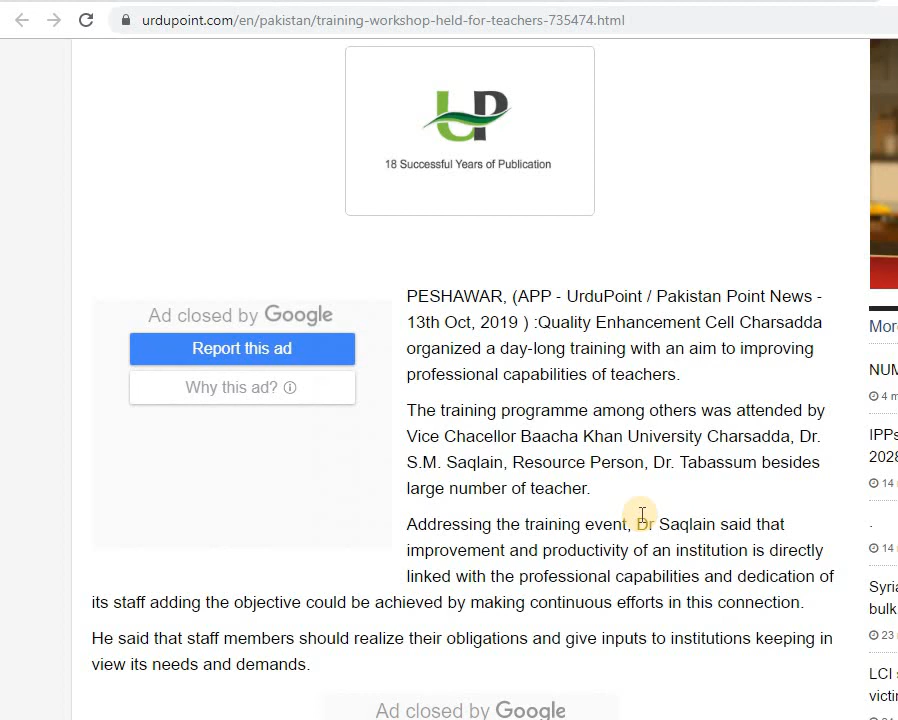 urdupoint.com/en/pakistan/training-workshop-held-for-teachers-735474.html
UP
18 Successful Years of Publication
Ad closed by Google
Report this ad
Why this ad?
PESHAWAR, (APP - UrduPoint / Pakistan Point News -
13th Oct, 2019 ) :Quality Enhancement Cell Charsadda
organized a day-long training with an aim to improving
professional capabilities of teachers.
The training programme among others was attended by
Vice Chacellor Baacha Khan University Charsadda, Dr.
S.M. Saqlain, Resource Person, Dr. Tabassum besides
large number of teacher.
Addressing the training event, Dr Saqlain said that
improvement and productivity of an institution is directly
linked with the professional capabilities and dedication of
its staff adding the objective could be achieved by making continuous efforts in this connection.
He said that staff members should realize their obligations and give inputs to institutions keeping in
view its needs and demands.
Ad closed by Google
Mor
NUM
4 m
IPPs
2028
14
.
14
Syria
bulk
23
LCI
victi